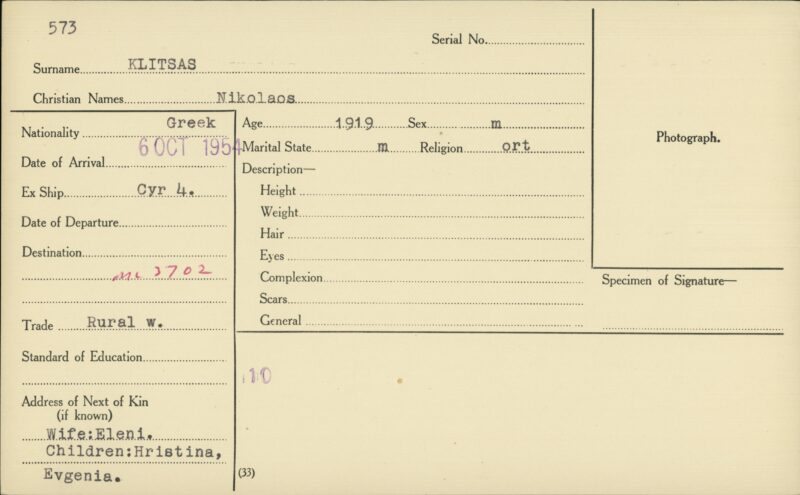 573
Serial No.
Surname KLITSAS
Christian Names Nikolaos
Nationality Greek
Date of Arrival 6 OCT 1954
Ex Ship Cyr 4.
Date of Departure
Destination
Mc 3702
Trade Rural w.
Standard of Education
Address of Next of Kin
(if known)
Wife:Eleni.
Children:Hristina,
Evgenia.
Age 1919 Sex m
Marital State m Religion ort
Description—
Height
Weight
Hair
Eyes
Complexion
Scars
General
110
(33)
Photograph.
Specimen of Signature—